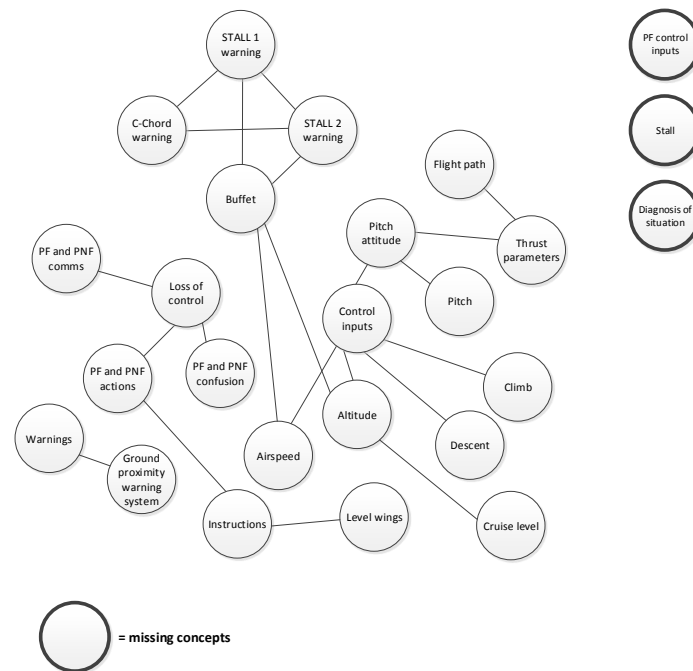 STALL 1
warning
PF control
inputs
C-Chord
warning
STALL 2
warning
Stall
Flight path
Buffet
Diagnosis of
situation
Pitch
attitude
Thrust
parameters
PF and PNF
comms
Loss of
control
Pitch
Control
inputs
PF and PNF
actions
PF and PNF
confusion
Climb
Altitude
Warnings
Descent
Airspeed
Ground
proximity
warning
system
Instructions
Level wings
Cruise level
= missing concepts